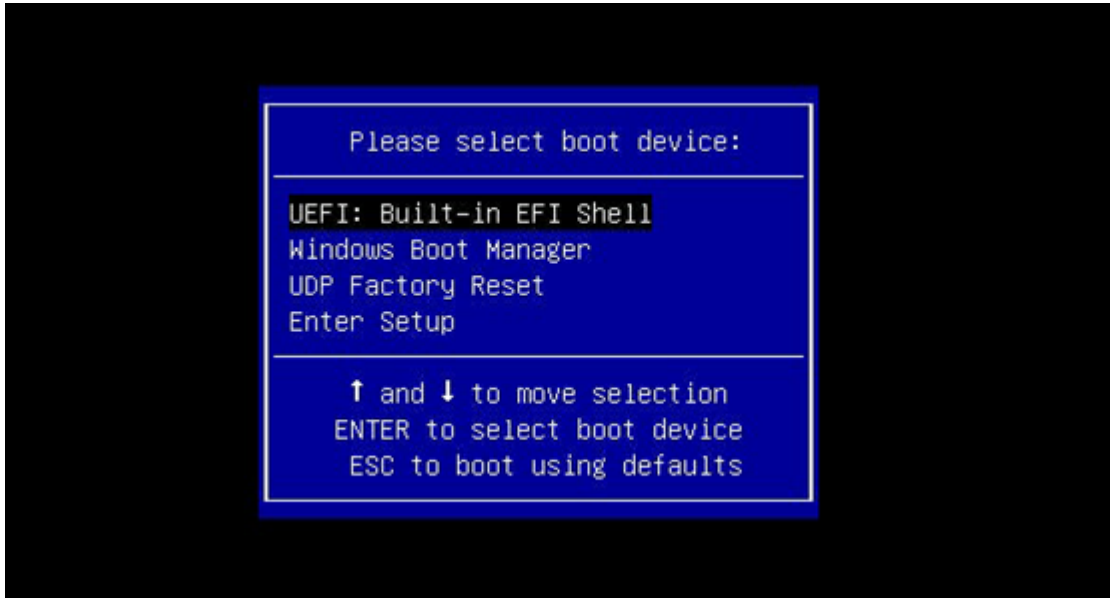 Please select boot device:
UEFI: Built-in EFI Shell
Windows Boot Manager
UDP Factory Reset
Enter Setup
↑ and ↓ to move selection
ENTER to select boot device
ESC to boot using defaults